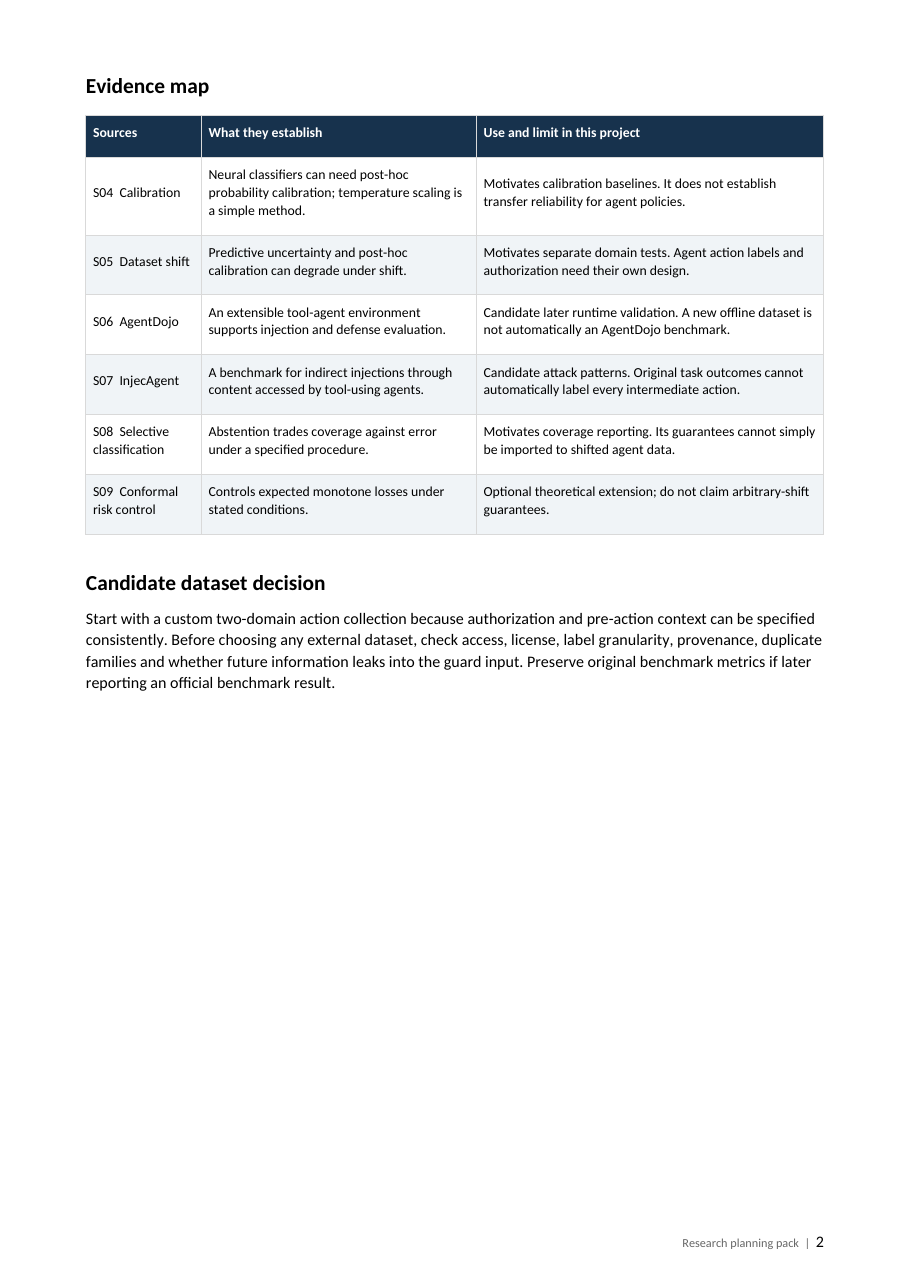 Evidence map
Sources
What they establish
Use and limit in this project
S04 Calibration
Neural classifiers can need post-hoc
probability calibration; temperature scaling is
a simple method.
Motivates calibration baselines. It does not establish
transfer reliability for agent policies.
S05 Dataset shift
Predictive uncertainty and post-hoc
calibration can degrade under shift.
Motivates separate domain tests. Agent action labels and
authorization need their own design.
S06 AgentDojo
An extensible tool-agent environment
supports injection and defense evaluation.
Candidate later runtime validation. A new offline dataset is
not automatically an AgentDojo benchmark.
S07 InjecAgent
A benchmark for indirect injections through
content accessed by tool-using agents.
Candidate attack patterns. Original task outcomes cannot
automatically label every intermediate action.
S08 Selective
classification
Abstention trades coverage against error
under a specified procedure.
Motivates coverage reporting. Its guarantees cannot simply
be imported to shifted agent data.
S09 Conformal
risk control
Controls expected monotone losses under
stated conditions.
Optional theoretical extension; do not claim arbitrary-shift
guarantees.
Candidate dataset decision
Start with a custom two-domain action collection because authorization and pre-action context can be specified
consistently. Before choosing any external dataset, check access, license, label granularity, provenance, duplicate
families and whether future information leaks into the guard input. Preserve original benchmark metrics if later
reporting an official benchmark result.
Research planning pack | 2